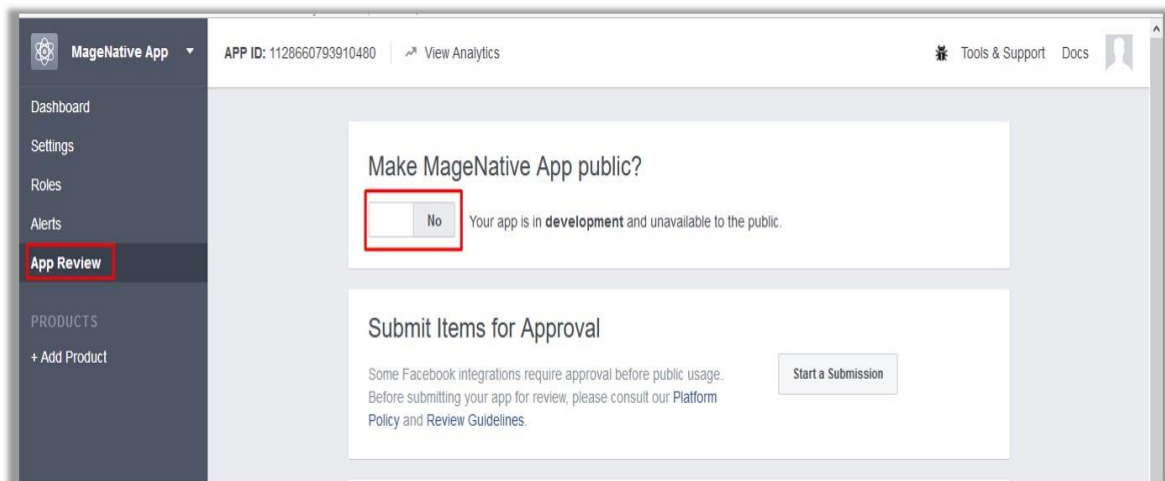 MageNative App
APP ID: 1128660793910480
View Analytics
Tools & Support
Docs
Dashboard
Settings
Roles
Alerts
App Review
PRODUCTS
+ Add Product
Make MageNative App public?
No
Your app is in development and unavailable to the public.
Submit Items for Approval
Some Facebook integrations require approval before public usage.
Before submitting your app for review, please consult our Platform
Policy and Review Guidelines.
Start a Submission